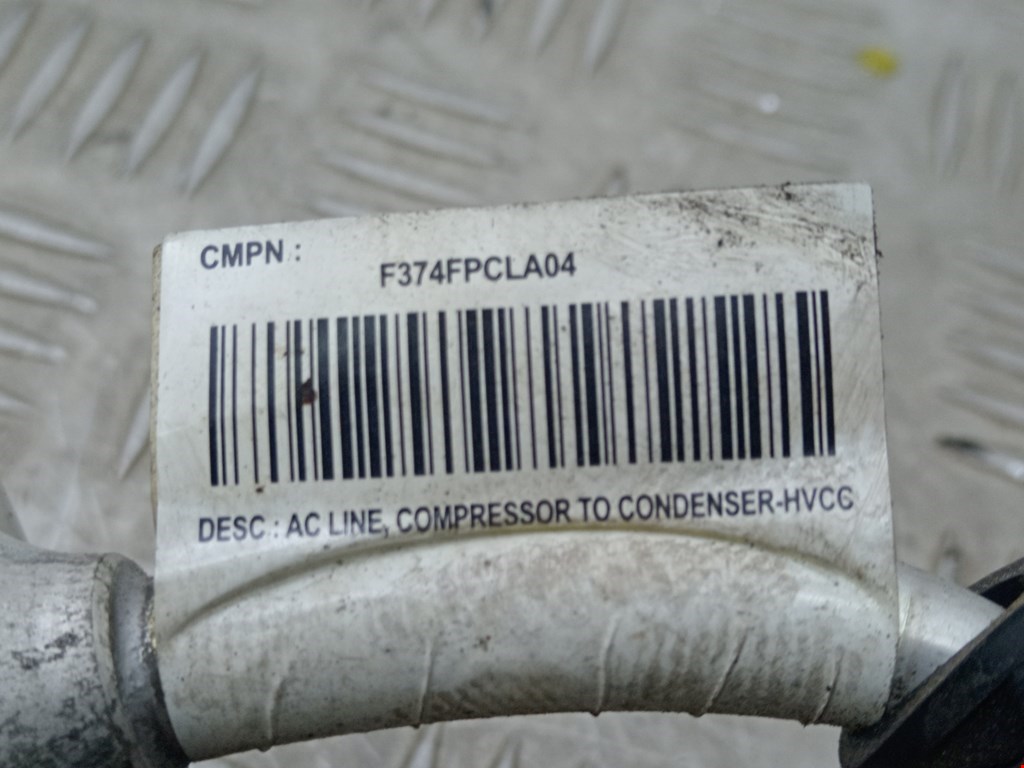 CMPN :
F374FPCLA04
DESC : AC LINE, COMPRESSOR TO CONDENSER-HVCC